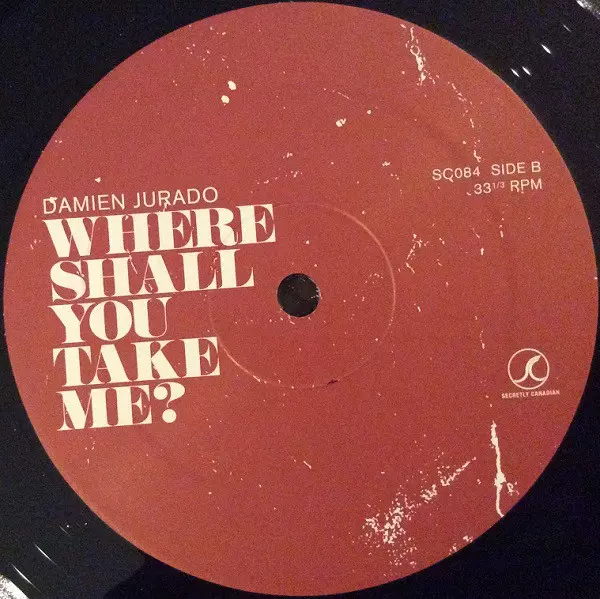 DAMIEN JURADO
WHERE
SHALL
YOU
TAKE
ME?
SC084 SIDE B
33 1/3 RPM
SECRETLY CANADIAN